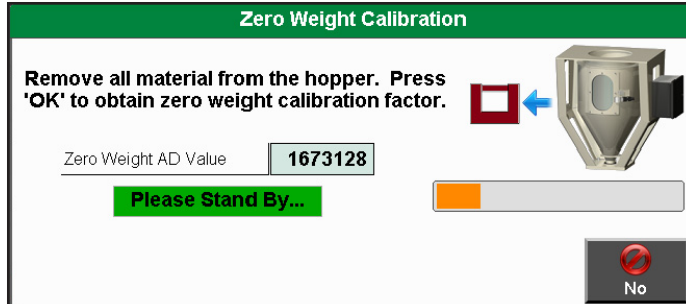 Zero Weight Calibration
Remove all material from the hopper.  Press
'OK' to obtain zero weight calibration factor.
Zero Weight AD Value 1673128
Please Stand By...
No